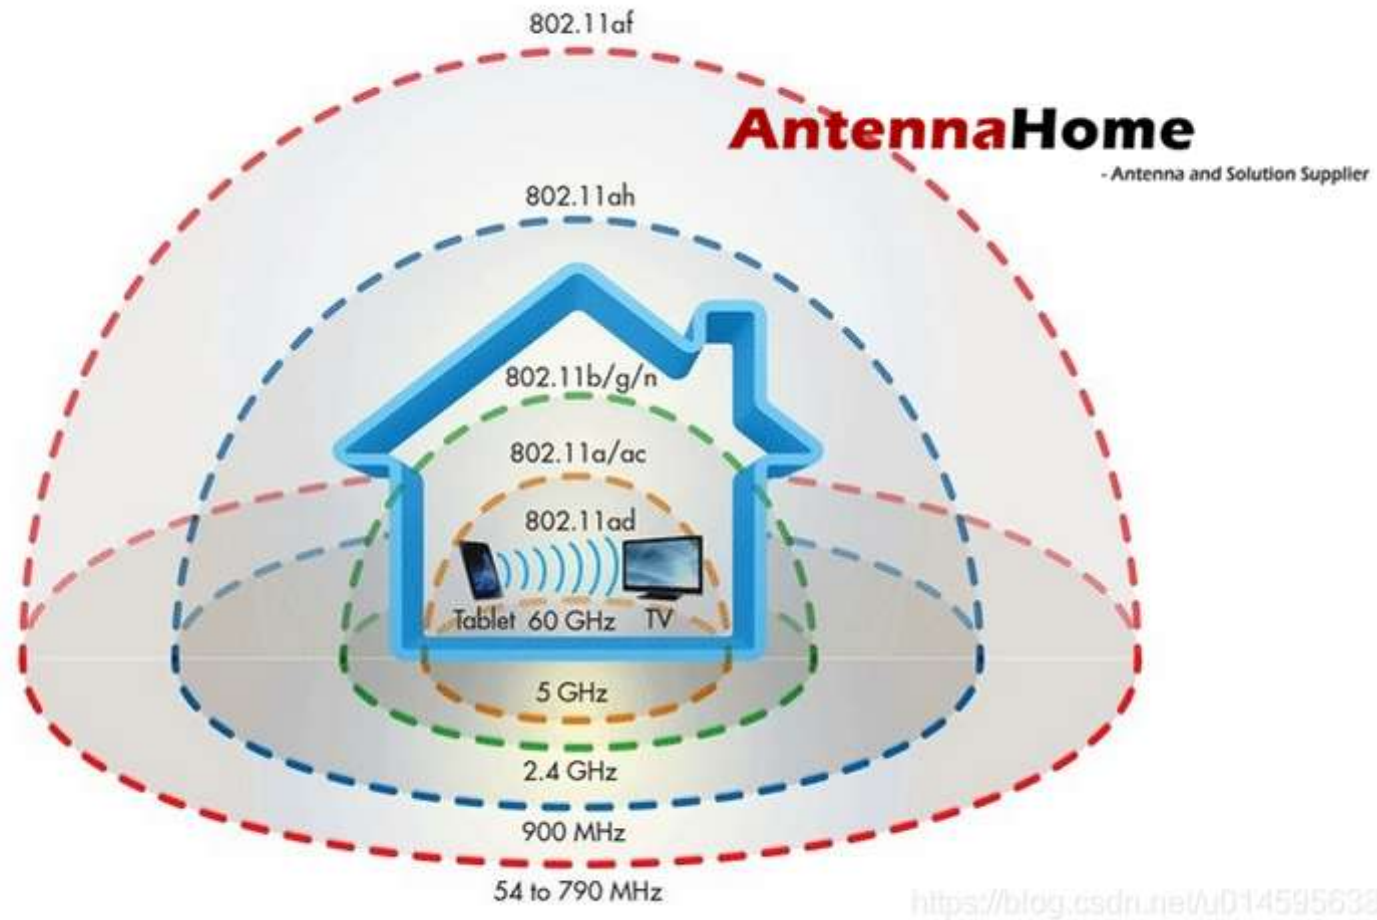 802.11af
AntennaHome
- Antenna and Solution Supplier
802.11ah
802.11b/g/n
802.11a/ac
802.11ad
Tablet 60 GHz TV
5 GHz
2.4 GHz
900 MHz
54 to 790 MHz
https://blog.csdn.net/u014595638